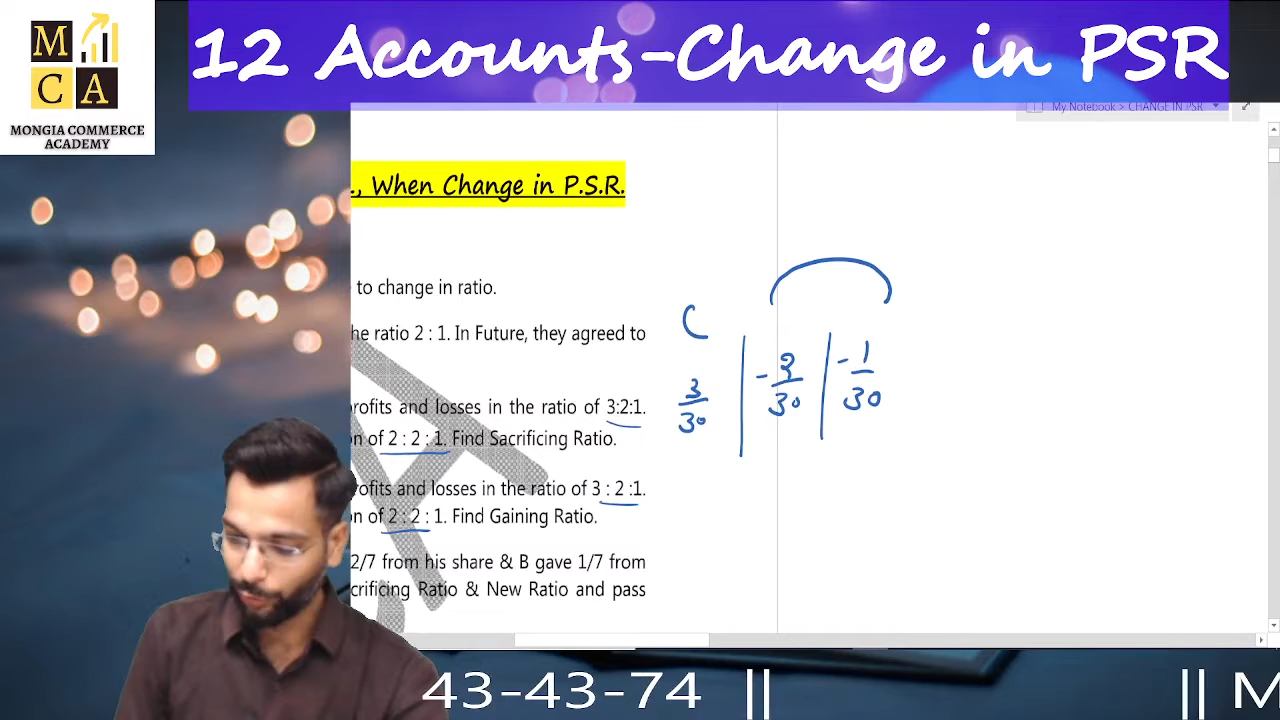 M
C A
MONGIA COMMERCE
ACADEMY
12 Accounts-Change in PSR
My Notebook > CHANGE IN PSR
., When Change in P.S.R.
to change in ratio.
he ratio 2 : 1. In Future, they agreed to
rofits and losses in the ratio of 3:2:1.
on of 2 : 2 : 1. Find Sacrificing Ratio.
rofits and losses in the ratio of 3 : 2 :1.
on of 2 : 2 : 1. Find Gaining Ratio.
2/7 from his share & B gave 1/7 from
crificing Ratio & New Ratio and pass
C
3/30 | -2/30 | -1/30
43-43-74 || || M